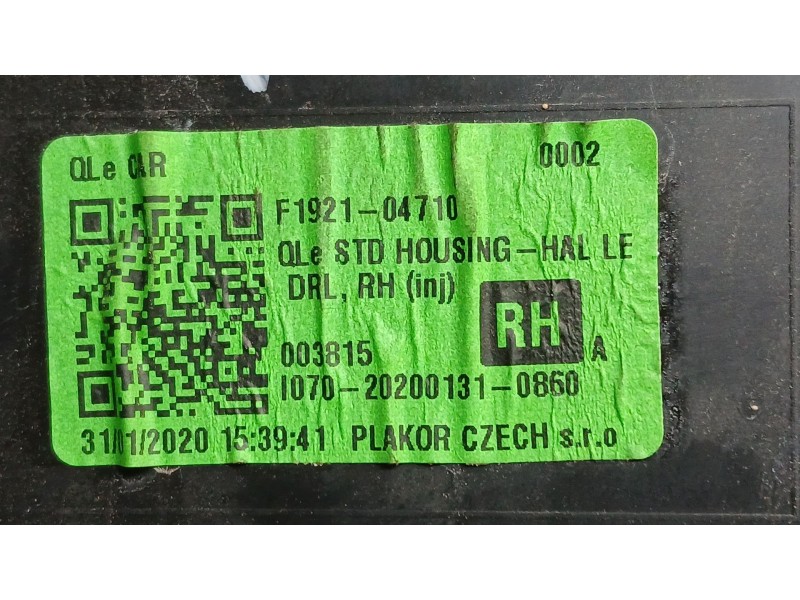 QLe CAR 0002
F1921-04710
QLe STD HOUSING-HAL LE
DRL, RH (inj)
RH
003815 A
I070-20200131-0860
31/01/2020 15:39:41 PLAKOR CZECH s.r.o